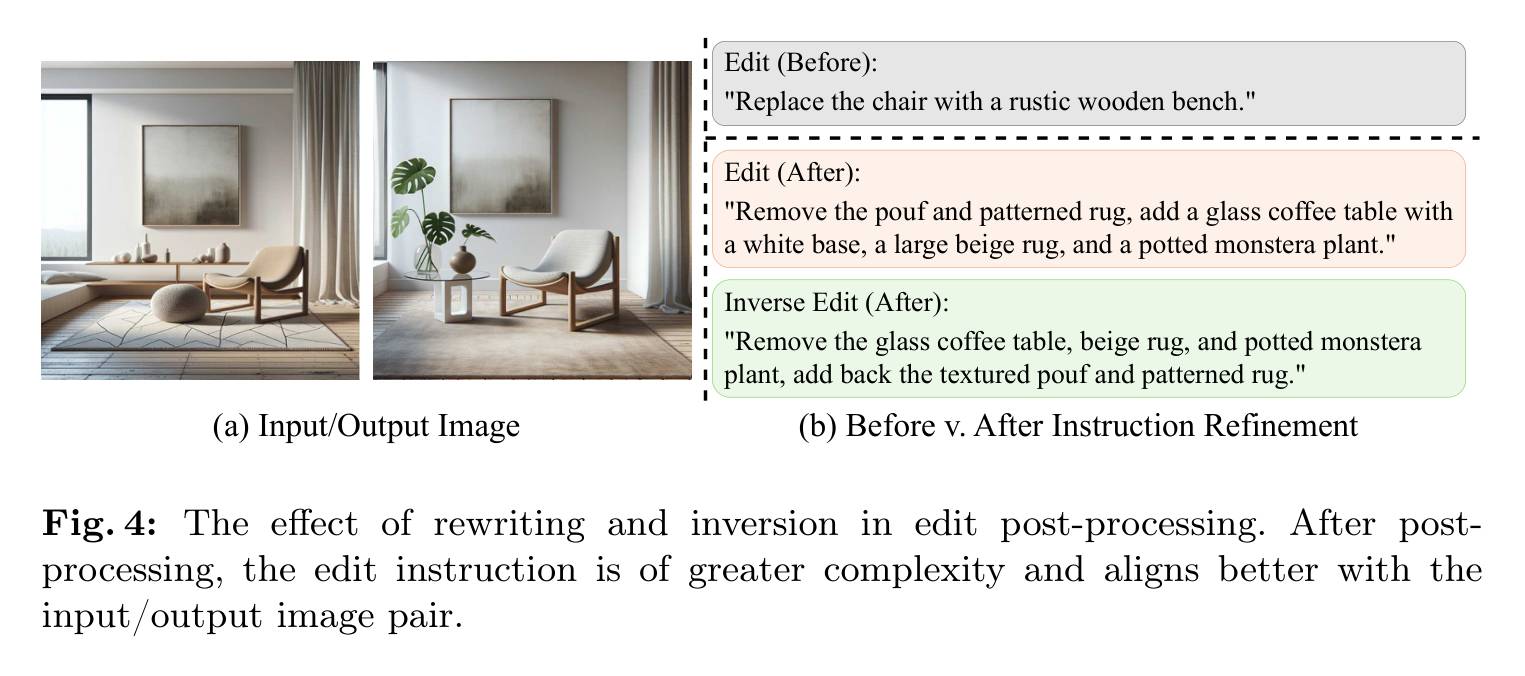 Edit (Before):
"Replace the chair with a rustic wooden bench."
Edit (After):
"Remove the pouf and patterned rug, add a glass coffee table with
a white base, a large beige rug, and a potted monstera plant."
Inverse Edit (After):
"Remove the glass coffee table, beige rug, and potted monstera
plant, add back the textured pouf and patterned rug."
(a) Input/Output Image
(b) Before v. After Instruction Refinement
Fig. 4: The effect of rewriting and inversion in edit post-processing. After post-
processing, the edit instruction is of greater complexity and aligns better with the
input/output image pair.